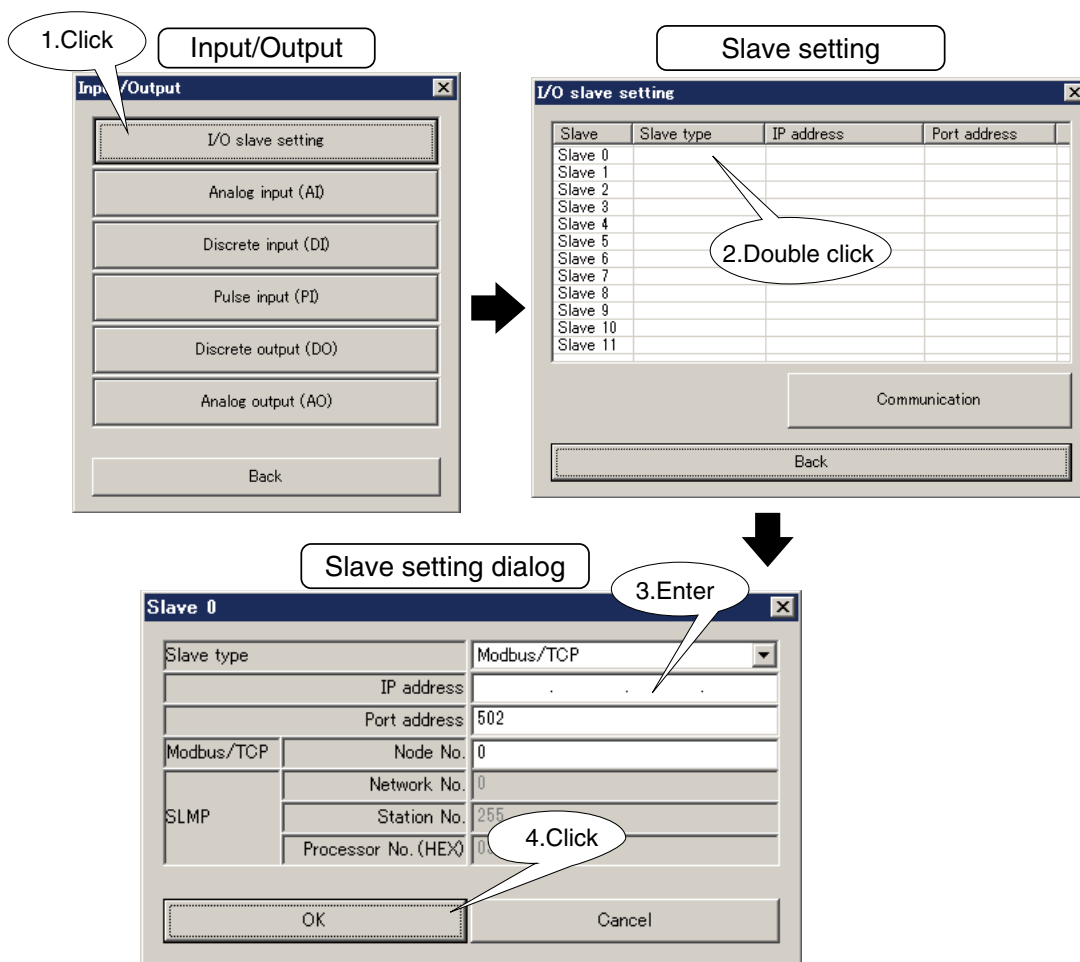 1.Click
Input/Output
Slave setting
Input/Output
I/O slave setting
I/O slave setting
Analog input (AI)
Discrete input (DI)
Pulse input (PI)
Discrete output (DO)
Analog output (AO)
Back
Slave
Slave type
IP address
Port address
Slave 0
Slave 1
Slave 2
Slave 3
Slave 4
Slave 5
Slave 6
Slave 7
Slave 8
Slave 9
Slave 10
Slave 11
2.Double click
Communication
Back
Slave setting dialog
3.Enter
Slave 0
Slave type
Modbus/TCP
IP address
. . .
Port address
502
Modbus/TCP
Node No.
0
SLMP
Network No.
0
Station No.
255
Processor No. (HEX)
4.Click
OK
Cancel